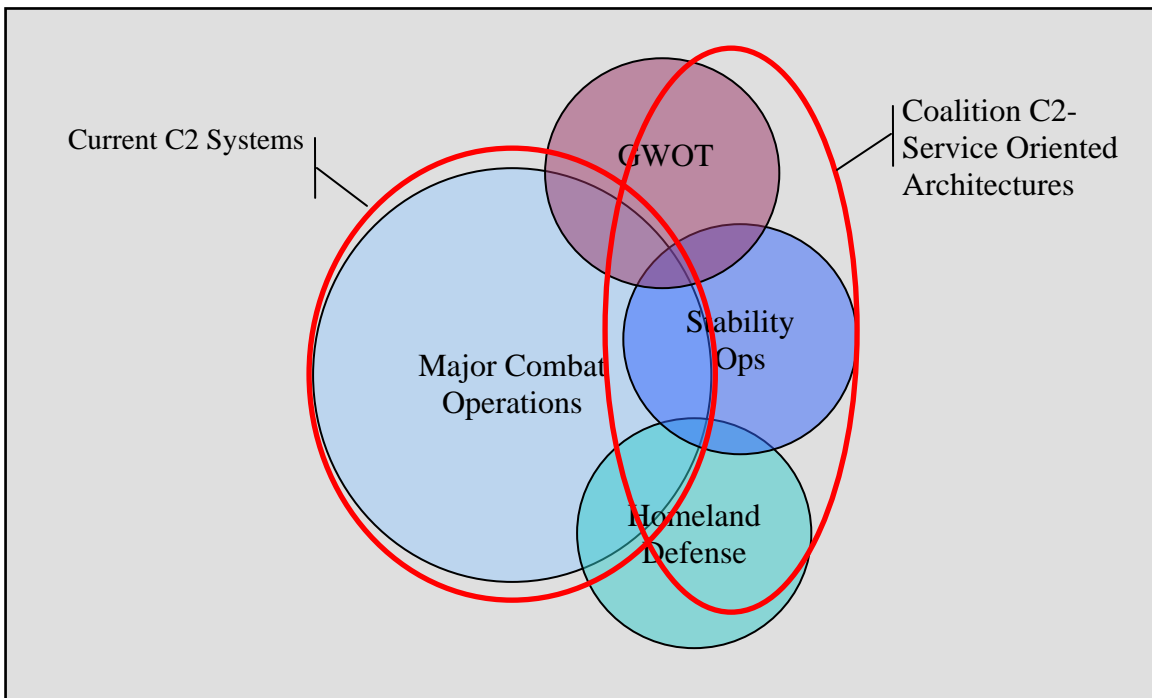 Current C2 Systems
GWOT
Coalition C2-
Service Oriented
Architectures
Major Combat
Operations
Stability
Ops
Homeland
Defense